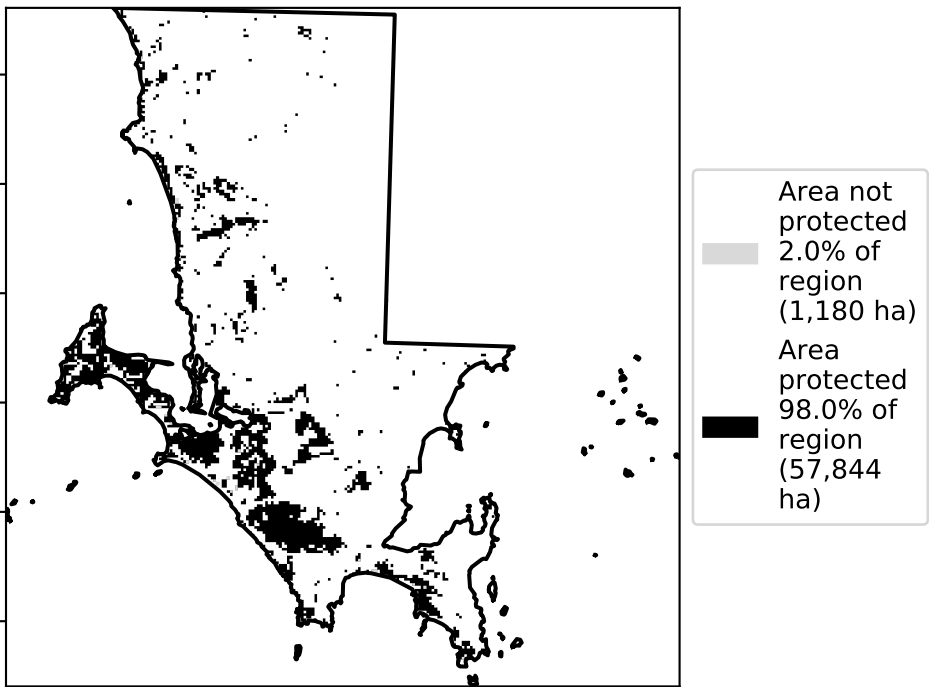 Area not
protected
2.0% of
region
(1,180 ha)
Area
protected
98.0% of
region
(57,844
ha)